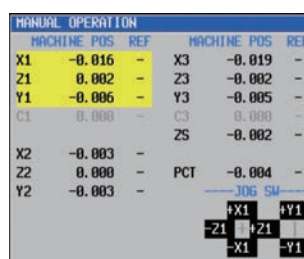 MANUAL OPERATION
MACHINE POS REF MACHINE POS REF
X1 -0.016 - X3 -0.019 -
Z1 0.002 - Z3 -0.002 -
Y1 -0.006 - Y3 -0.005 -
C1 0.000 - C3 0.000 -
ZS -0.002 -
X2 -0.003 -
Z2 0.000 - PCT -0.004 -
Y2 -0.003 - JOG SW
+X1 +Y1
-Z1 + +Z1
-X1 -Y1